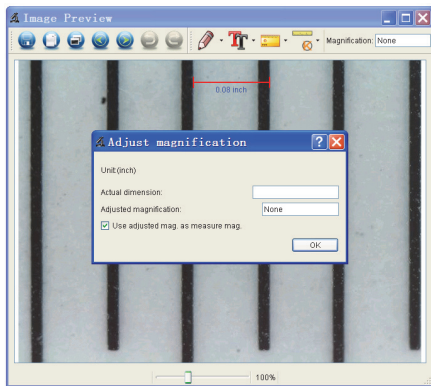 Image Preview
Magnification: None
0.08 inch
Adjust magnification
Unit(inch)
Actual dimension:
Adjusted magnification: None
Use adjusted mag. as measure mag.
OK
100%